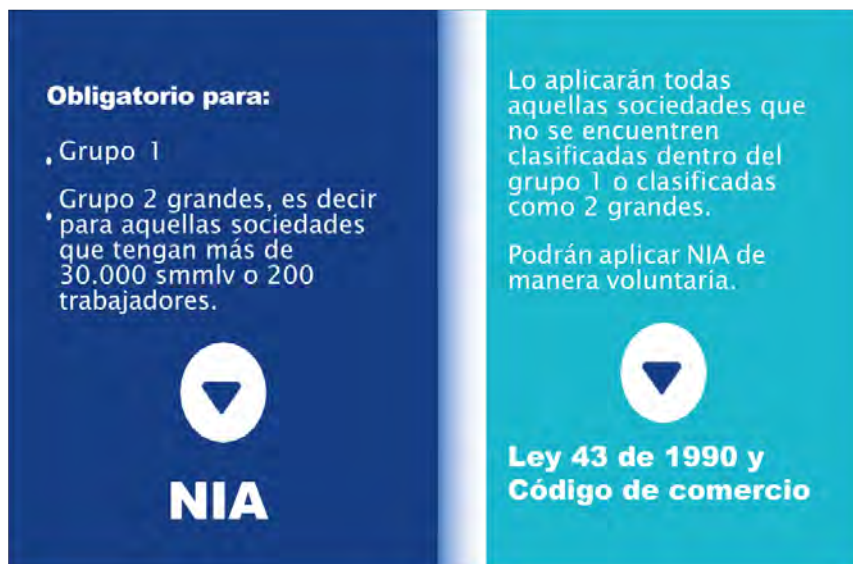 Obligatorio para:
Grupo 1
Grupo 2 grandes, es decir
para aquellas sociedades
que tengan más de
30.000 smmlv o 200
trabajadores.
NIA
Lo aplicarán todas
aquellas sociedades que
no se encuentren
clasificadas dentro del
grupo 1 o clasificadas
como 2 grandes.
Podrán aplicar NIA de
manera voluntaria.
Ley 43 de 1990 y
Código de comercio